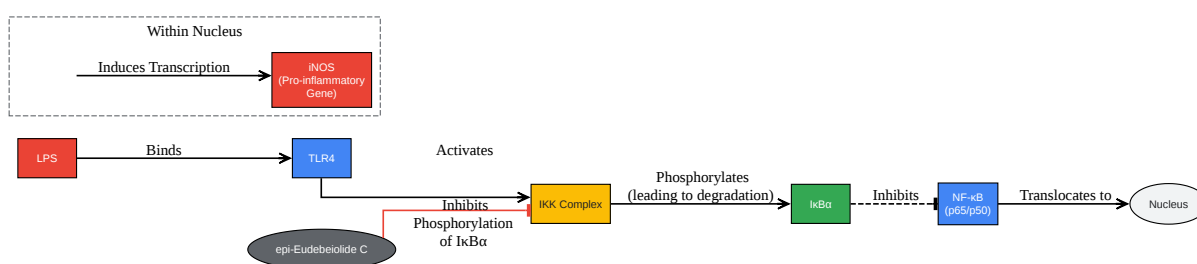 Within Nucleus
Induces Transcription
iNOS
(Pro-inflammatory
Gene)
LPS
Binds
TLR4
Activates
Inhibits
Phosphorylation
of IκBα
epi-Eudebeiolide C
IKK Complex
Phosphorylates
(leading to degradation)
IκBα
Inhibits
NF-κB
(p65/p50)
Translocates to
Nucleus